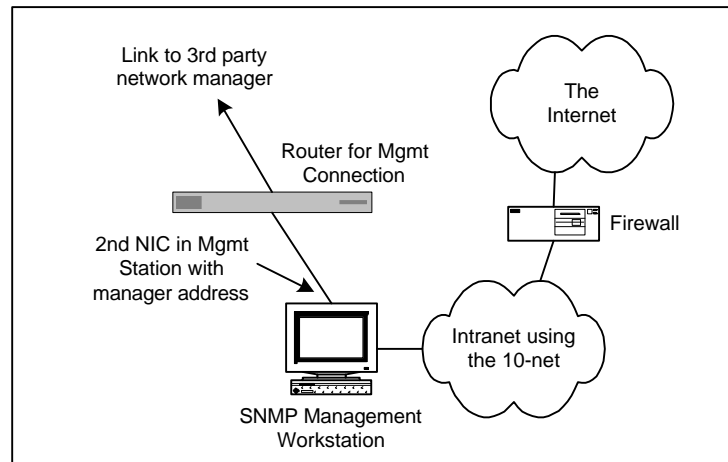 Link to 3rd party
network manager
The
Internet
Router for Mgmt
Connection
Firewall
2nd NIC in Mgmt
Station with
manager address
Intranet using
the 10-net
SNMP Management
Workstation